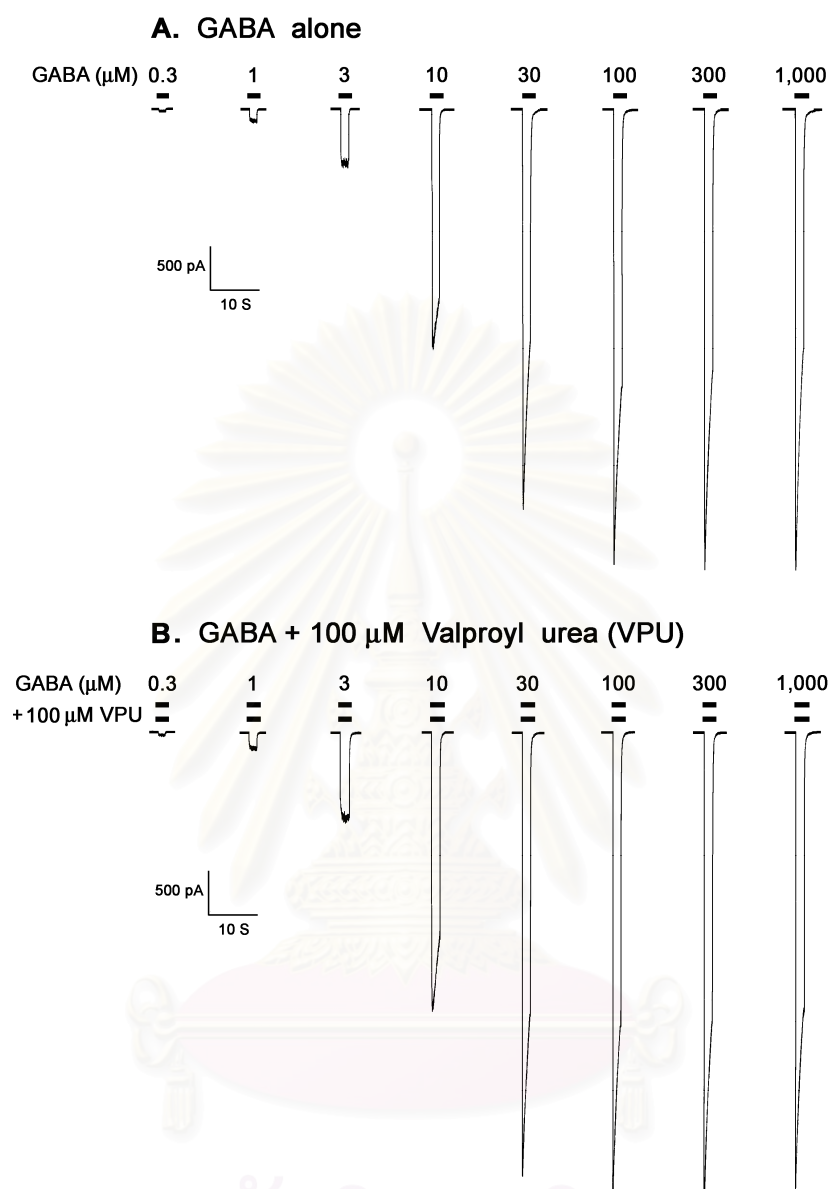 A. GABA alone
GABA (µM) 0.3 1 3 10 30 100 300 1,000
500 pA
10 S
B. GABA + 100 µM Valproyl urea (VPU)
GABA (µM) 0.3 1 3 10 30 100 300 1,000
+100 µM VPU
500 pA
10 S